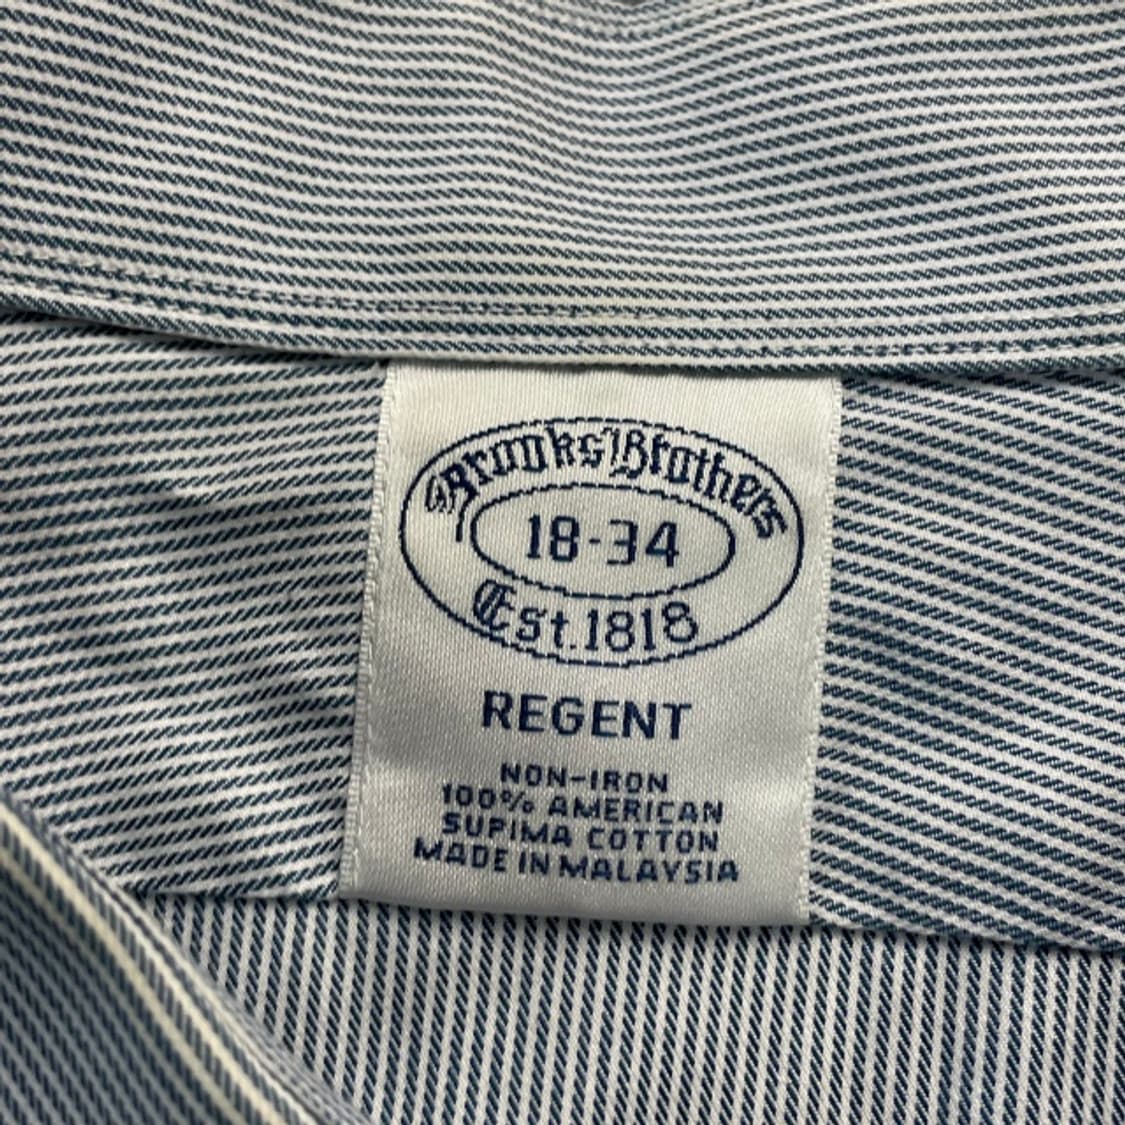 Brooks Brothers
18-34
Est.1818
REGENT
NON-IRON
100% AMERICAN
SUPIMA COTTON
MADE IN MALAYSIA